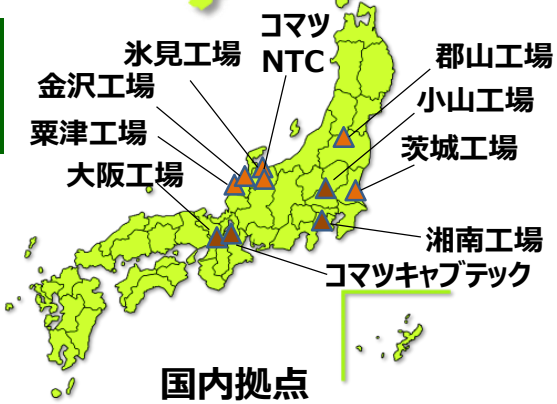 コマツ
NTC
氷見工場
金沢工場
粟津工場
大阪工場
郡山工場
小山工場
茨城工場
湘南工場
コマツキャブテック
国内拠点